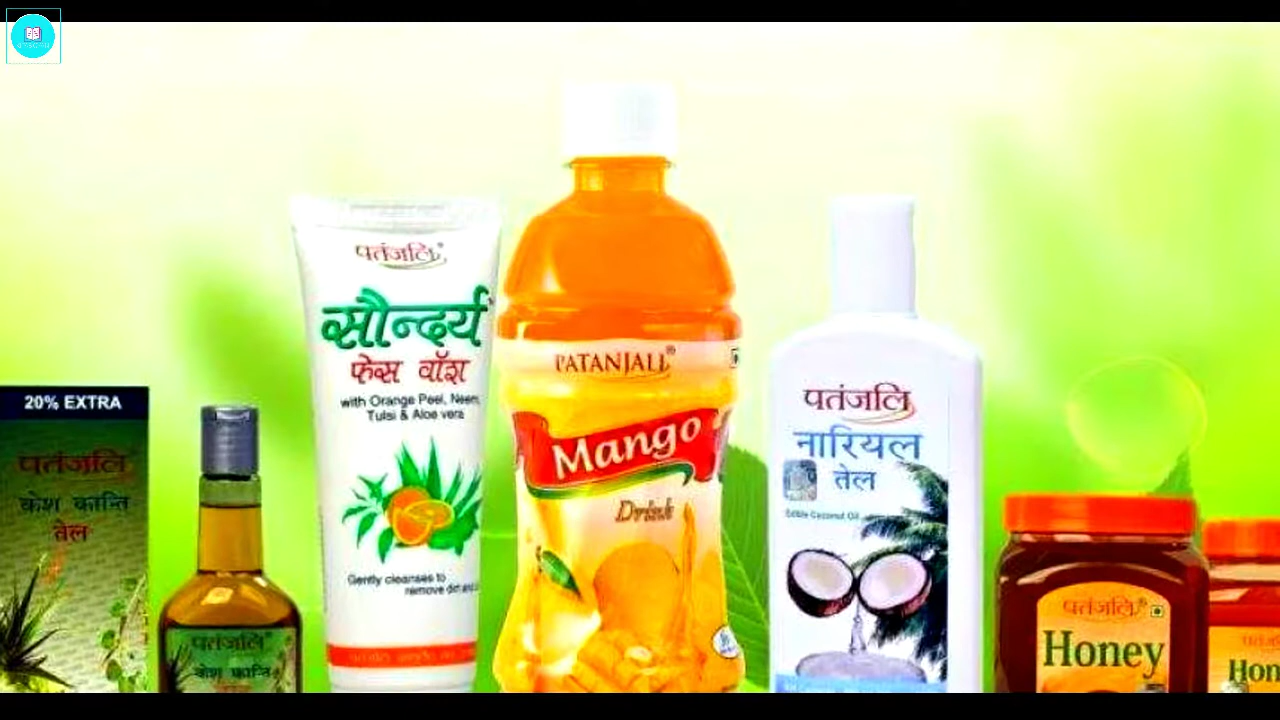 20% EXTRA
पतंजलि
केश कान्ति
तेल
पतंजलि
केश कान्ति
पतंजलि
सौन्दर्य
फेस वॉश
with Orange Peel, Neem,
Tulsi & Aloe vera
Gently cleanses to
remove dirt and
PATANJALI
Mango
Drink
पतंजलि
नारियल
तेल
Edible Coconut Oil
पतंजलि
Honey
Hon